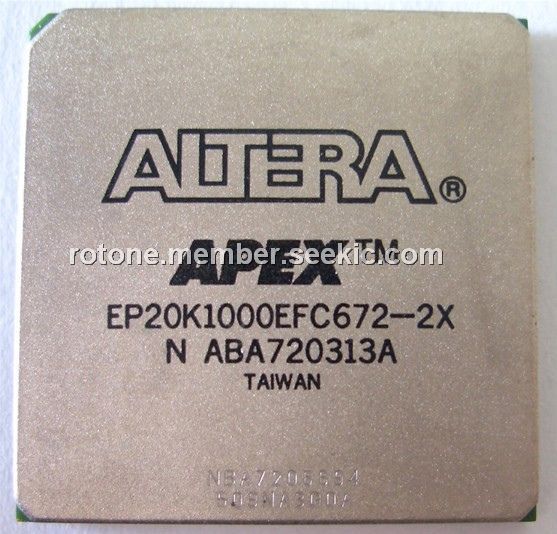 ALTERA®
APEX™
rotone.member.seekic.com
EP20K1000EFC672-2X
N ABA720313A
TAIWAN